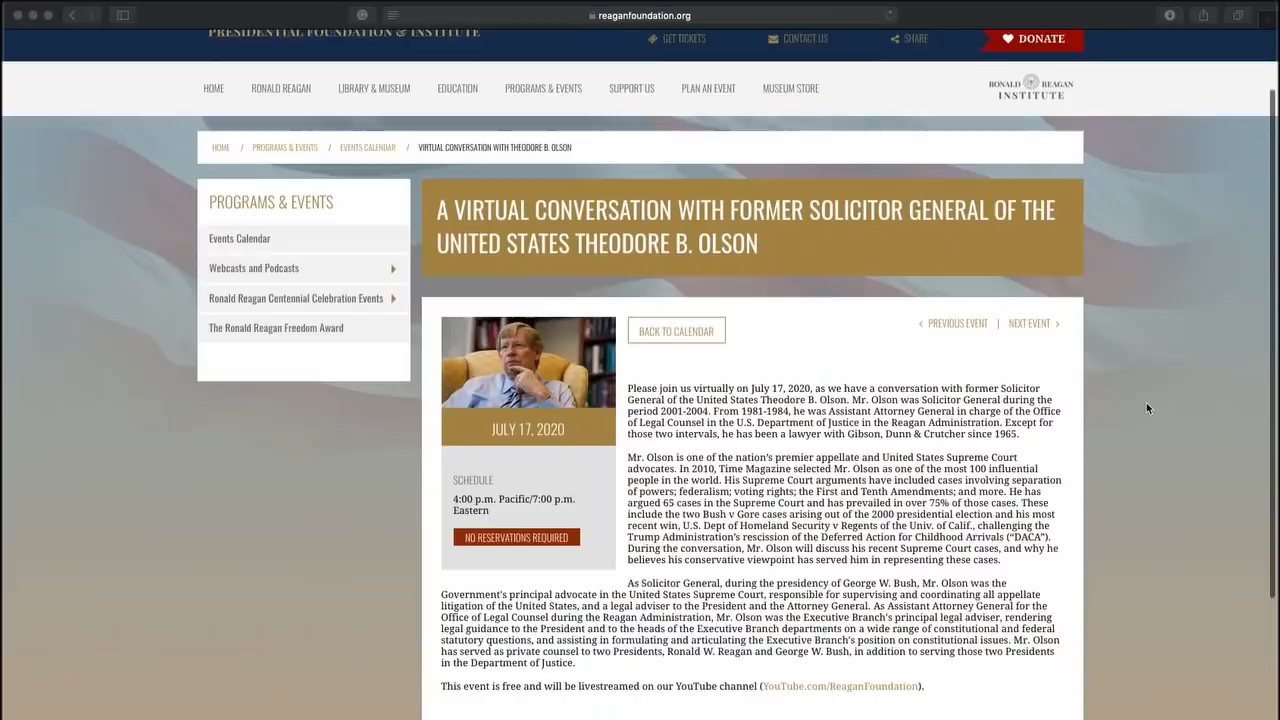 reaganfoundation.org
PRESIDENTIAL FOUNDATION & INSTITUTE
GET TICKETS
CONTACT US
SHARE
DONATE
HOME
RONALD REAGAN
LIBRARY & MUSEUM
EDUCATION
PROGRAMS & EVENTS
SUPPORT US
PLAN AN EVENT
MUSEUM STORE
RONALD REAGAN
INSTITUTE
HOME / PROGRAMS & EVENTS / EVENTS CALENDAR / VIRTUAL CONVERSATION WITH THEODORE B. OLSON
PROGRAMS & EVENTS
Events Calendar
Webcasts and Podcasts
Ronald Reagan Centennial Celebration Events
The Ronald Reagan Freedom Award
A VIRTUAL CONVERSATION WITH FORMER SOLICITOR GENERAL OF THE
UNITED STATES THEODORE B. OLSON
BACK TO CALENDAR
‹ PREVIOUS EVENT | NEXT EVENT ›
JULY 17, 2020
SCHEDULE
4:00 p.m. Pacific/7:00 p.m.
Eastern
NO RESERVATIONS REQUIRED
Please join us virtually on July 17, 2020, as we have a conversation with former Solicitor
General of the United States Theodore B. Olson. Mr. Olson was Solicitor General during the
period 2001-2004. From 1981-1984, he was Assistant Attorney General in charge of the Office
of Legal Counsel in the U.S. Department of Justice in the Reagan Administration. Except for
those two intervals, he has been a lawyer with Gibson, Dunn & Crutcher since 1965.
Mr. Olson is one of the nation's premier appellate and United States Supreme Court
advocates. In 2010, Time Magazine selected Mr. Olson as one of the most 100 influential
people in the world. His Supreme Court arguments have included cases involving separation
of powers; federalism; voting rights; the First and Tenth Amendments; and more. He has
argued 65 cases in the Supreme Court and has prevailed in over 75% of those cases. These
include the two Bush v Gore cases arising out of the 2000 presidential election and his most
recent win, U.S. Dept of Homeland Security v Regents of the Univ. of Calif., challenging the
Trump Administration's rescission of the Deferred Action for Childhood Arrivals ("DACA").
During the conversation, Mr. Olson will discuss his recent Supreme Court cases, and why he
believes his conservative viewpoint has served him in representing these cases.
As Solicitor General, during the presidency of George W. Bush, Mr. Olson was the
Government's principal advocate in the United States Supreme Court, responsible for supervising and coordinating all appellate
litigation of the United States, and a legal adviser to the President and the Attorney General. As Assistant Attorney General for the
Office of Legal Counsel during the Reagan Administration, Mr. Olson was the Executive Branch's principal legal adviser, rendering
legal guidance to the President and to the heads of the Executive Branch departments on a wide range of constitutional and federal
statutory questions, and assisting in formulating and articulating the Executive Branch's position on constitutional issues. Mr. Olson
has served as private counsel to two Presidents, Ronald W. Reagan and George W. Bush, in addition to serving those two Presidents
in the Department of Justice.
This event is free and will be livestreamed on our YouTube channel (YouTube.com/ReaganFoundation).